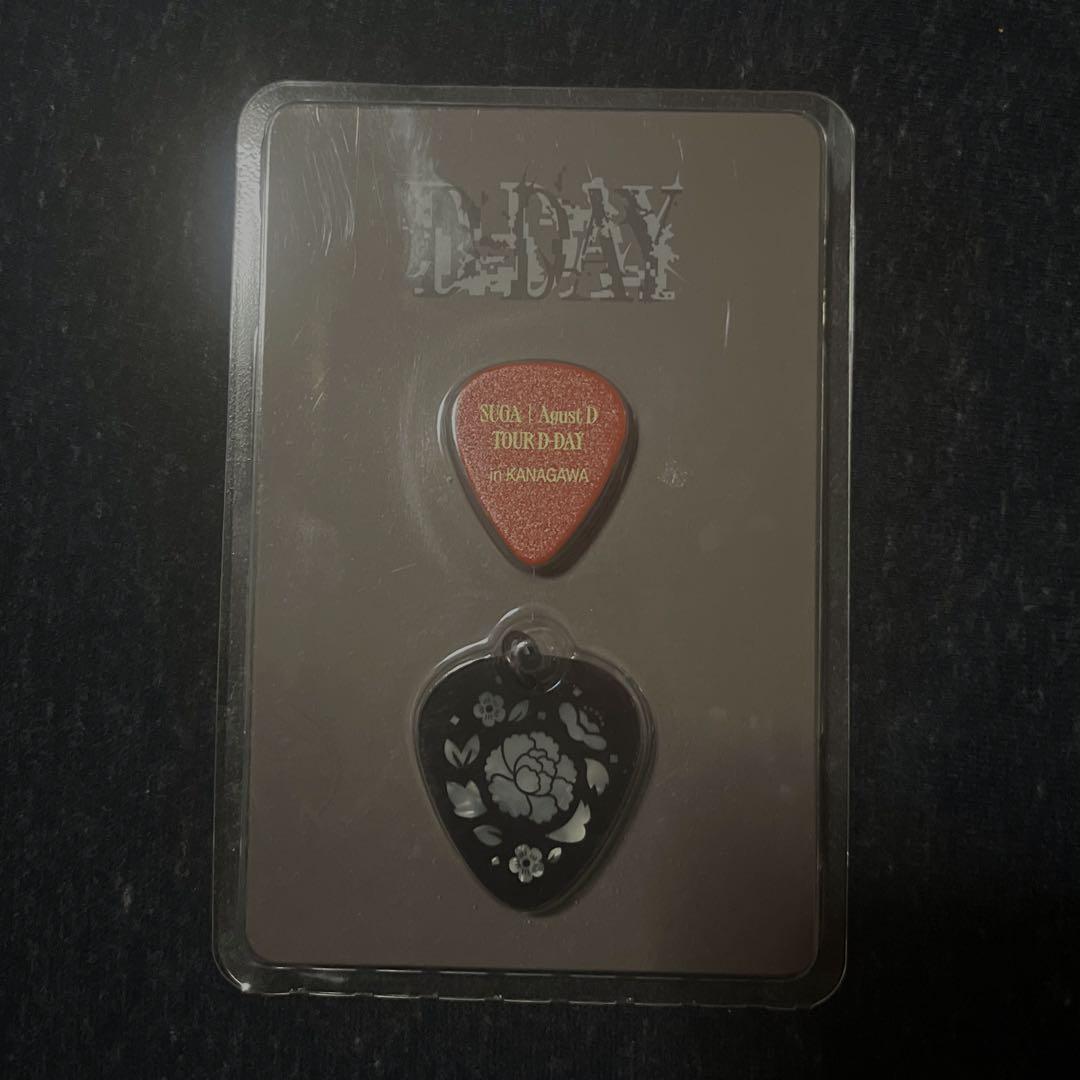 D-DAY
SUGA | Agust D
TOUR D-DAY
in KANAGAWA